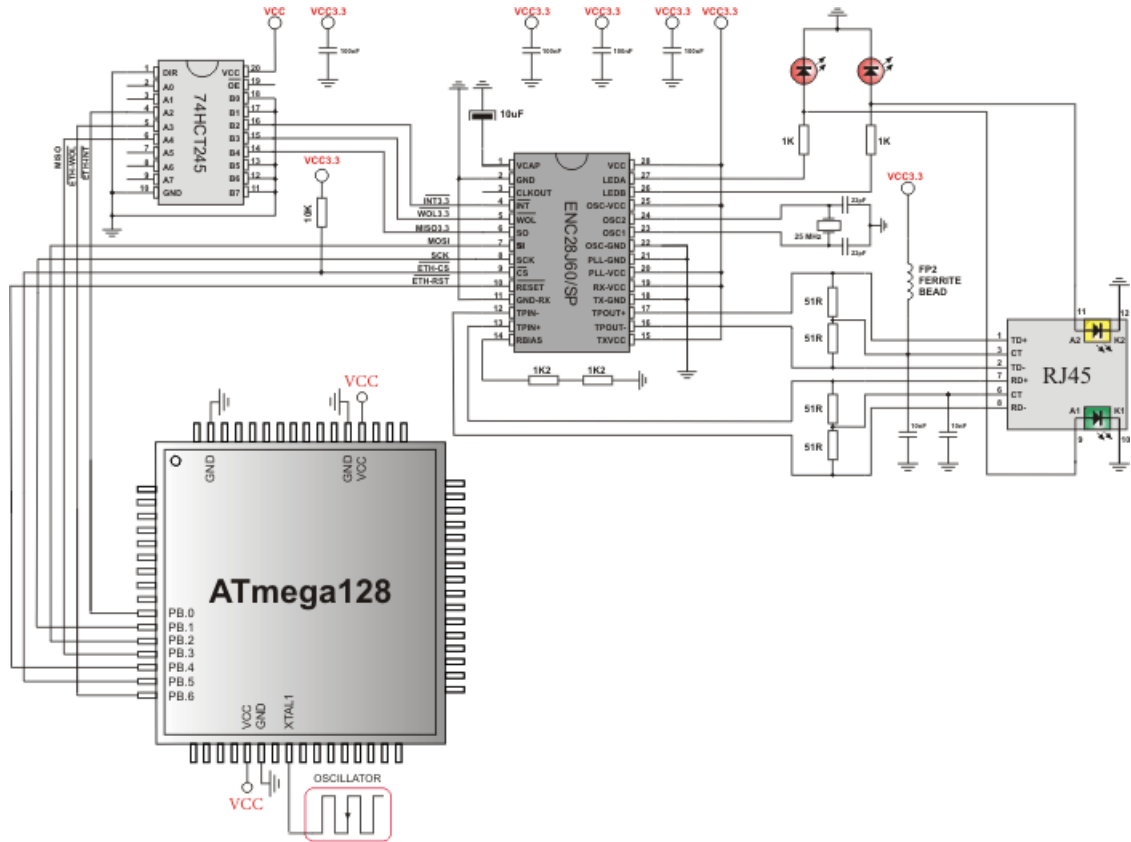 VCC
VCC3.3
VCC3.3
VCC3.3
VCC3.3
VCC3.3
100nF
100nF
100nF
100nF
1 DIR VCC 20
2 A0 OE 19
3 A1 B0 18
4 A2 B1 17
5 A3 B2 16
6 A4 B3 15
7 A5 B4 14
8 A6 B5 13
9 A7 B6 12
10 GND B7 11
74HCT245
MISO
ETH-WOL
ETH-INT
VCC3.3
10K
10uF
INT3.3
WOL3.3
MISO3.3
MOSI
SCK
ETH-CS
ETH-RST
1 VCAP VCC 28
2 GND LEDA 27
3 CLKOUT LEDB 26
4 INT OSC-VCC 25
5 WOL OSC2 24
6 SO OSC1 23
7 SI OSC-GND 22
8 SCK PLL-GND 21
9 CS PLL-VCC 20
10 RESET RX-VCC 19
11 GND-RX TX-GND 18
12 TPIN- TPOUT+ 17
13 TPIN+ TPOUT- 16
14 RBIAS TXVCC 15
ENC28J60/SP
1K2 1K2
1K
1K
22pF
25 MHz
22pF
VCC3.3
FP2
FERRITE
BEAD
51R
51R
51R
51R
10nF
10nF
11 12
A2 K2
1 TD+
3 CT
2 TD-
7 RD+
6 CT
8 RD-
RJ45
A1 K1
9 10
VCC
GND
GND
VCC
ATmega128
PB.0
PB.1
PB.2
PB.3
PB.4
PB.5
PB.6
VCC
GND
XTAL1
VCC
OSCILLATOR